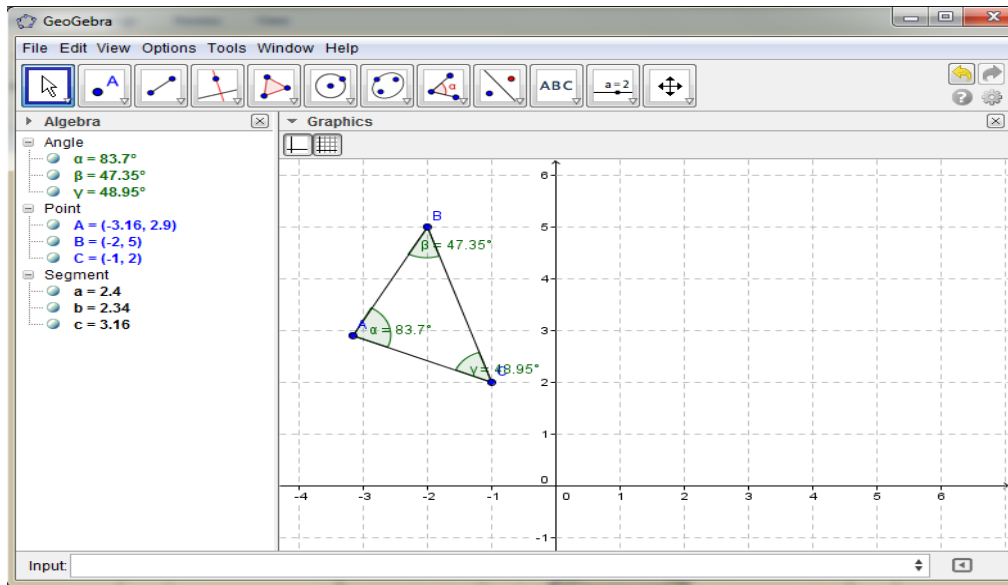 GeoGebra
File Edit View Options Tools Window Help
A
α
ABC
a=2
Algebra
Graphics
Angle
α = 83.7°
β = 47.35°
γ = 48.95°
Point
A = (-3.16, 2.9)
B = (-2, 5)
C = (-1, 2)
Segment
a = 2.4
b = 2.34
c = 3.16
6
B
5
β = 47.35°
4
3
A α = 83.7°
γ = 48.95°
C
2
1
0
-4 -3 -2 -1 0 1 2 3 4 5 6
-1
Input: